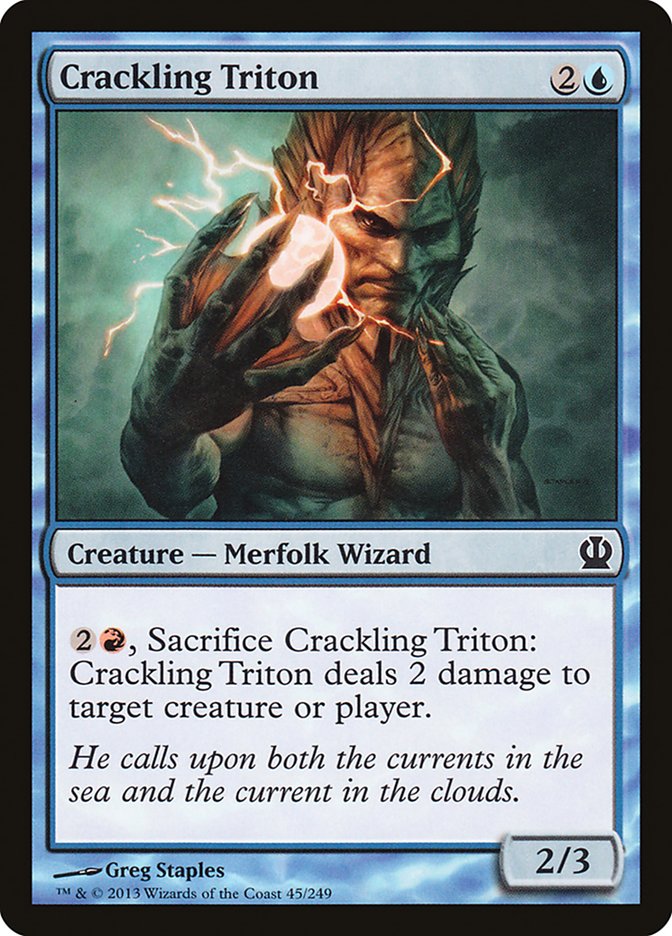 Crackling Triton 2
Creature — Merfolk Wizard
2, Sacrifice Crackling Triton:
Crackling Triton deals 2 damage to
target creature or player.
He calls upon both the currents in the
sea and the current in the clouds.
2/3
Greg Staples
™ & © 2013 Wizards of the Coast 45/249